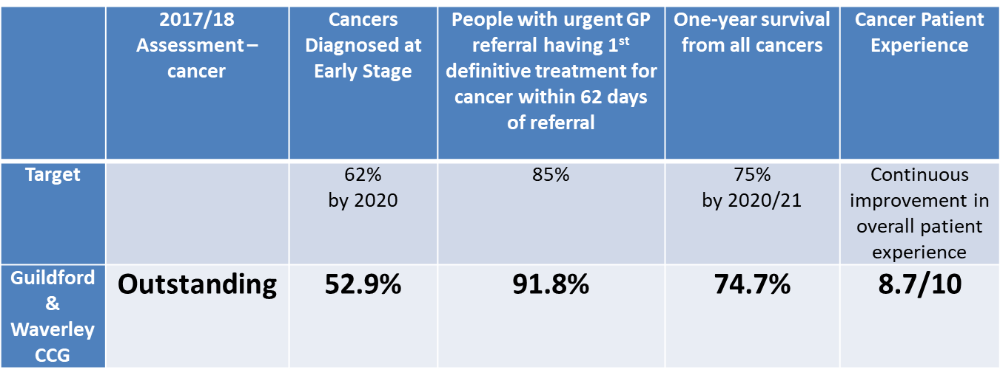 2017/18
Assessment –
cancer
Cancers
Diagnosed at
Early Stage
People with urgent GP
referral having 1st
definitive treatment for
cancer within 62 days
of referral
One-year survival
from all cancers
Cancer Patient
Experience
Target
62%
by 2020
85%
75%
by 2020/21
Continuous
improvement in
overall patient
experience
Guildford
&
Waverley
CCG
Outstanding
52.9%
91.8%
74.7%
8.7/10